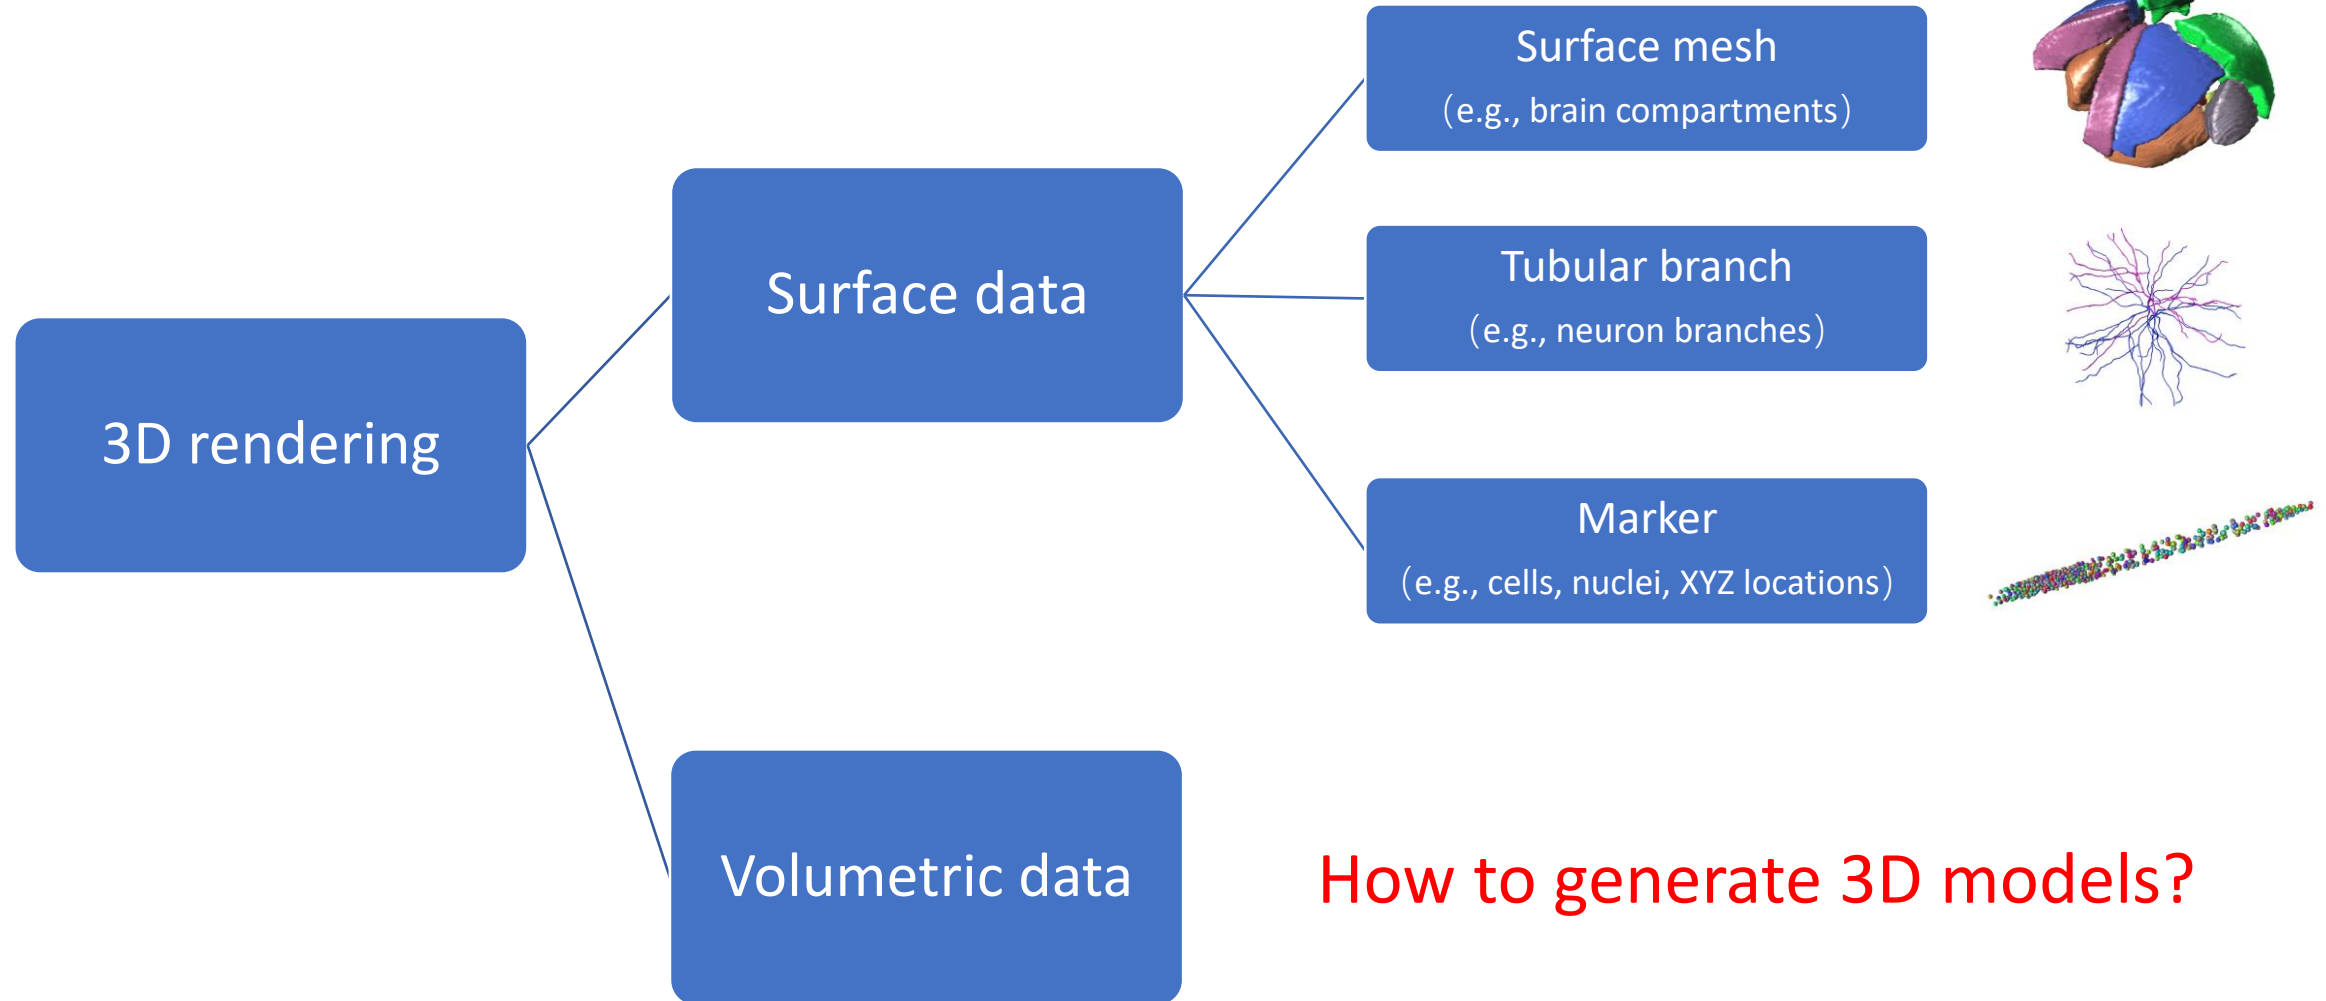 3D rendering
Surface data
Surface mesh
（e.g., brain compartments）
Tubular branch
（e.g., neuron branches）
Marker
（e.g., cells, nuclei, XYZ locations）
Volumetric data
How to generate 3D models?